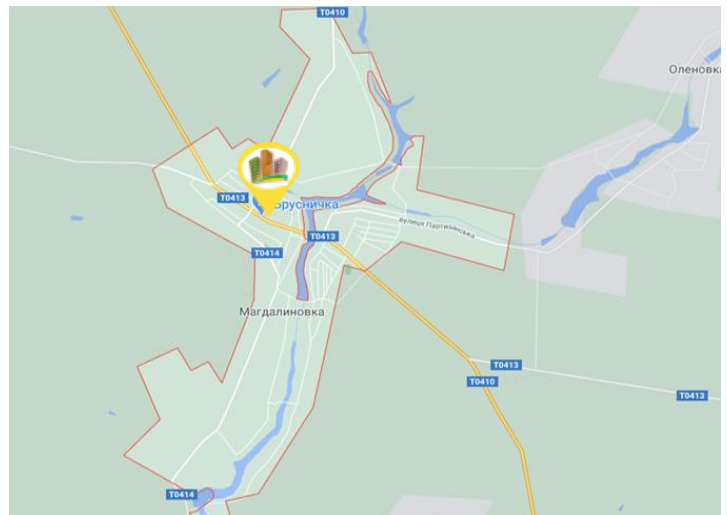 T0410
Оленовка
T0413
Брусничка
вулиця Партизанська
T0413
T0414
Магдалиновка
T0413
T0410
T0413
T0414